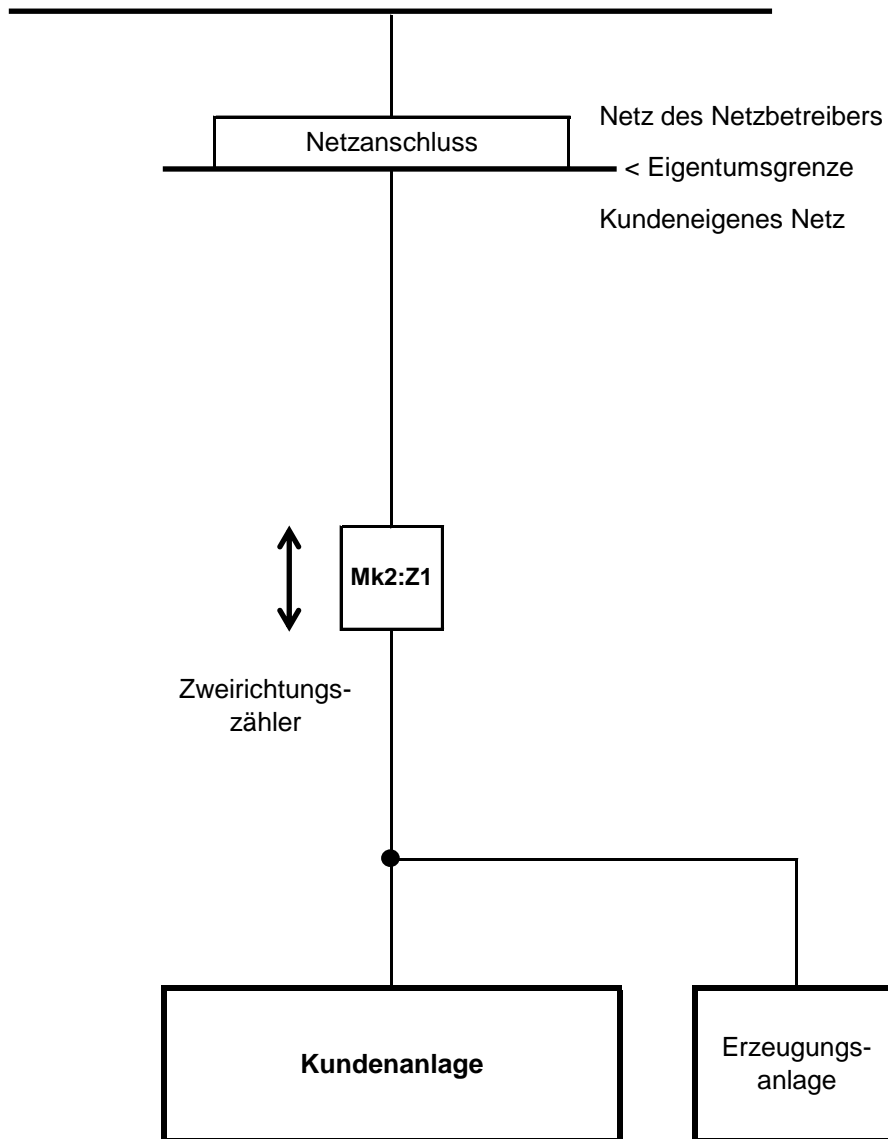 Netz des Netzbetreibers
Netzanschluss
< Eigentumsgrenze
Kundeneigenes Netz
Mk2:Z1
Zweirichtungs-
zähler
Kundenanlage
Erzeugungs-
anlage